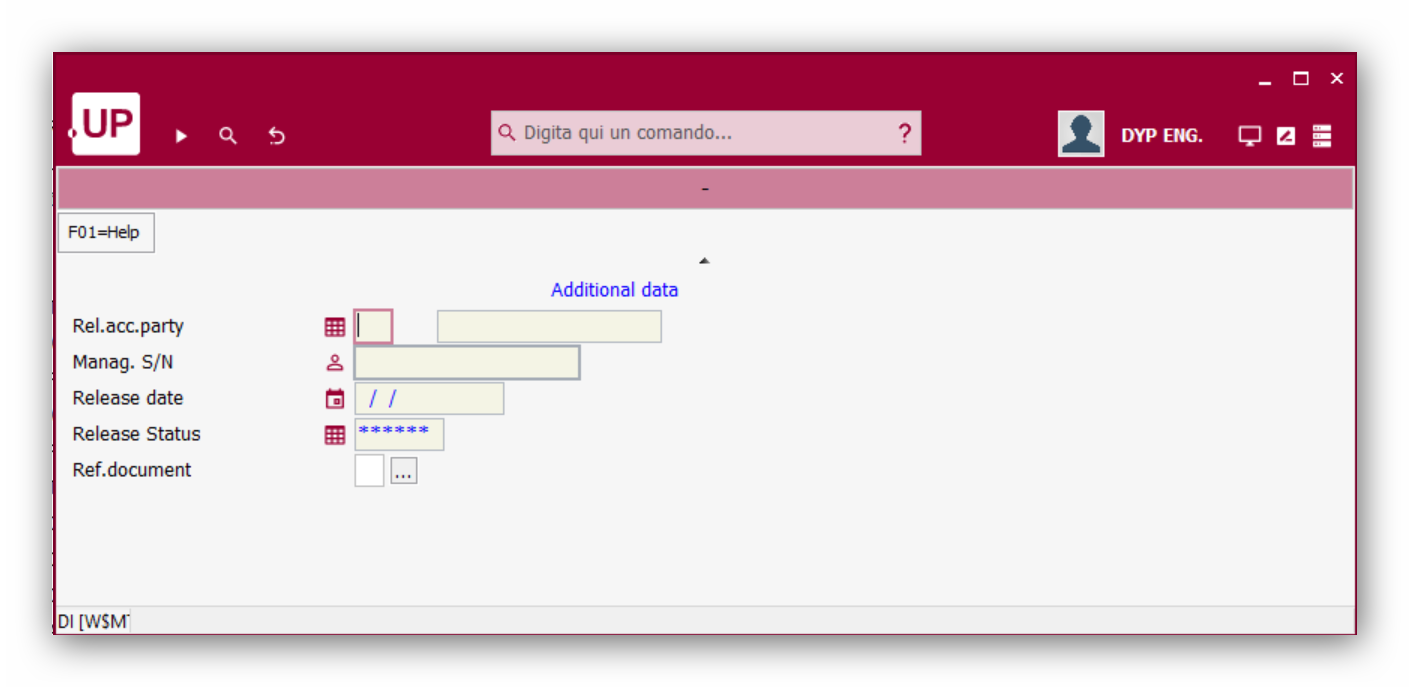 UP
Digita qui un comando... ?
DYP ENG.
-
F01=Help
Additional data
Rel.acc.party
Manag. S/N
Release date / /
Release Status ******
Ref.document ...
DI [W$M